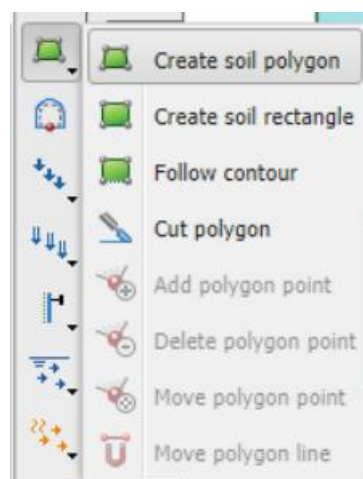 Create soil polygon
Create soil rectangle
Follow contour
Cut polygon
Add polygon point
Delete polygon point
Move polygon point
Move polygon line